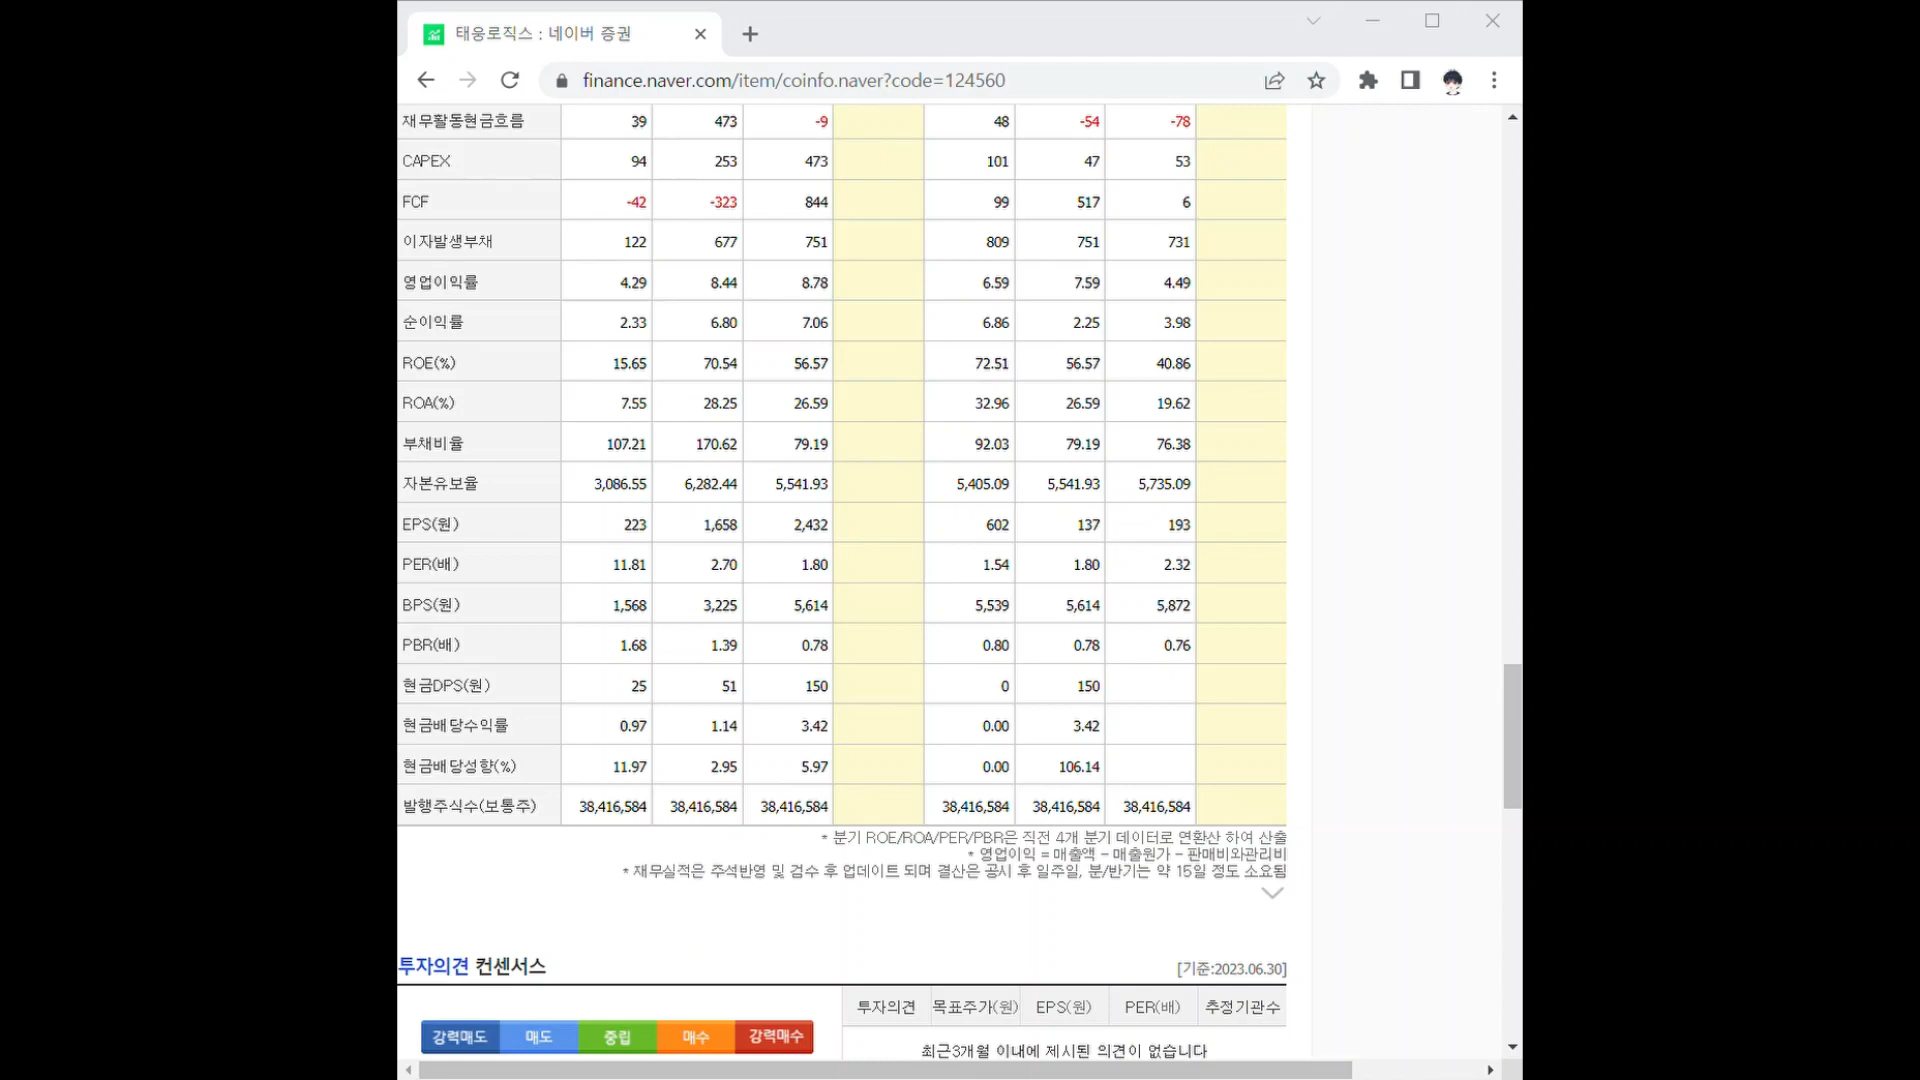 태웅로직스 : 네이버 증권
finance.naver.com/item/coinfo.naver?code=124560
재무활동현금흐름 39 473 -9 48 -54 -78
CAPEX 94 253 473 101 47 53
FCF -42 -323 844 99 517 6
이자발생부채 122 677 751 809 751 731
영업이익률 4.29 8.44 8.78 6.59 7.59 4.49
순이익률 2.33 6.80 7.06 6.86 2.25 3.98
ROE(%) 15.65 70.54 56.57 72.51 56.57 40.86
ROA(%) 7.55 28.25 26.59 32.96 26.59 19.62
부채비율 107.21 170.62 79.19 92.03 79.19 76.38
자본유보율 3,086.55 6,282.44 5,541.93 5,405.09 5,541.93 5,735.09
EPS(원) 223 1,658 2,432 602 137 193
PER(배) 11.81 2.70 1.80 1.54 1.80 2.32
BPS(원) 1,568 3,225 5,614 5,539 5,614 5,872
PBR(배) 1.68 1.39 0.78 0.80 0.78 0.76
현금DPS(원) 25 51 150 0 150
현금배당수익률 0.97 1.14 3.42 0.00 3.42
현금배당성향(%) 11.97 2.95 5.97 0.00 106.14
발행주식수(보통주) 38,416,584 38,416,584 38,416,584 38,416,584 38,416,584 38,416,584
* 분기 ROE/ROA/PER/PBR은 직전 4개 분기 데이터로 연환산 하여 산출
* 영업이익 = 매출액 - 매출원가 - 판매비와관리비
* 재무실적은 주석반영 및 검수 후 업데이트 되며 결산은 공시 후 일주일, 분/반기는 약 15일 정도 소요됨
투자의견 컨센서스 [기준:2023.06.30]
투자의견 목표주가(원) EPS(원) PER(배) 추정기관수
강력매도 매도 중립 매수 강력매수
최근3개월 이내에 제시된 의견이 없습니다